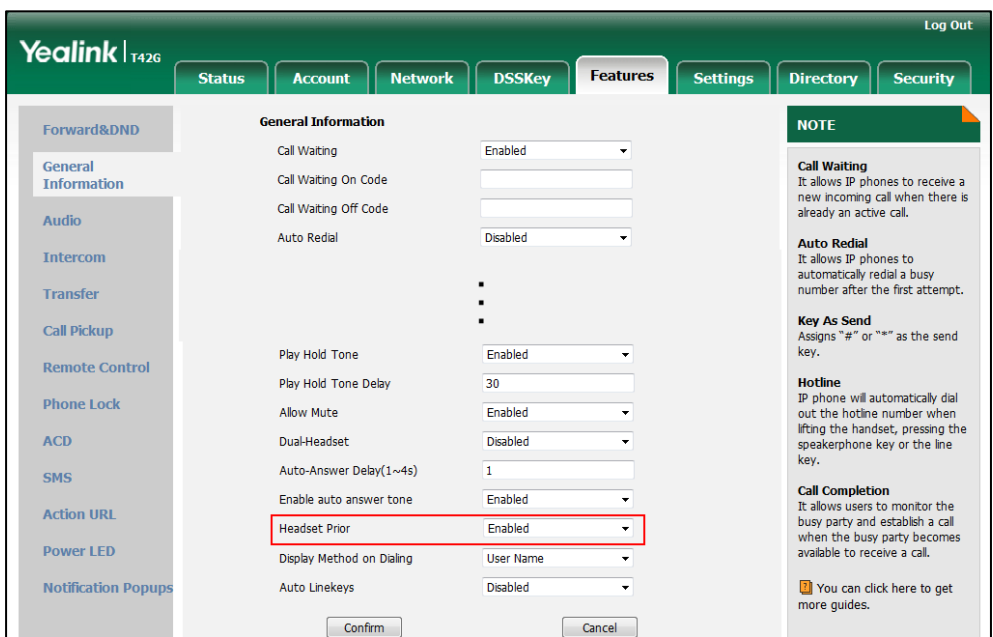 Log Out
Yealink T42G
Status Account Network DSSKey Features Settings Directory Security
Forward&DND
General
Information
Audio
Intercom
Transfer
Call Pickup
Remote Control
Phone Lock
ACD
SMS
Action URL
Power LED
Notification Popups
General Information
Call Waiting Enabled
Call Waiting On Code
Call Waiting Off Code
Auto Redial Disabled
Play Hold Tone Enabled
Play Hold Tone Delay 30
Allow Mute Enabled
Dual-Headset Disabled
Auto-Answer Delay(1~4s) 1
Enable auto answer tone Enabled
Headset Prior Enabled
Display Method on Dialing User Name
Auto Linekeys Disabled
Confirm Cancel
NOTE
Call Waiting
It allows IP phones to receive a
new incoming call when there is
already an active call.
Auto Redial
It allows IP phones to
automatically redial a busy
number after the first attempt.
Key As Send
Assigns "#" or "*" as the send
key.
Hotline
IP phone will automatically dial
out the hotline number when
lifting the handset, pressing the
speakerphone key or the line
key.
Call Completion
It allows users to monitor the
busy party and establish a call
when the busy party becomes
available to receive a call.
You can click here to get
more guides.